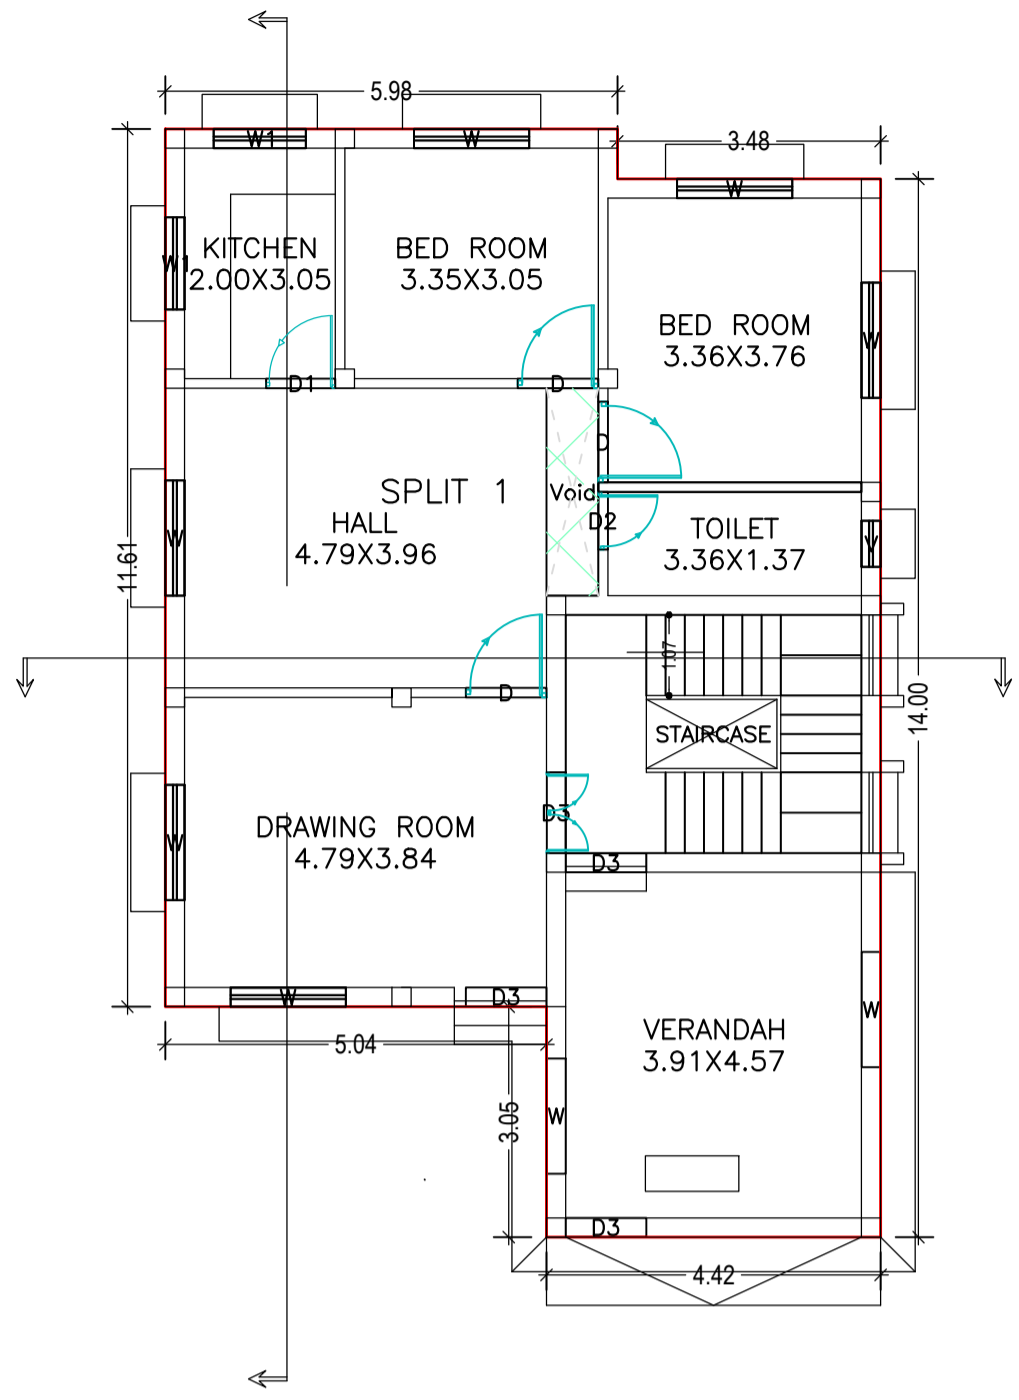 5.98
3.48
W1
W
W
W1
KITCHEN
2.00X3.05
BED ROOM
3.35X3.05
BED ROOM
3.36X3.76
W
D1
D
D
SPLIT 1
Void
HALL
4.79X3.96
D2
TOILET
3.36X1.37
V
W
11.61
1.07
D
14.00
STAIRCASE
D3
DRAWING ROOM
4.79X3.84
W
D3
W
D3
W
VERANDAH
3.91X4.57
5.04
3.05
W
D3
4.42